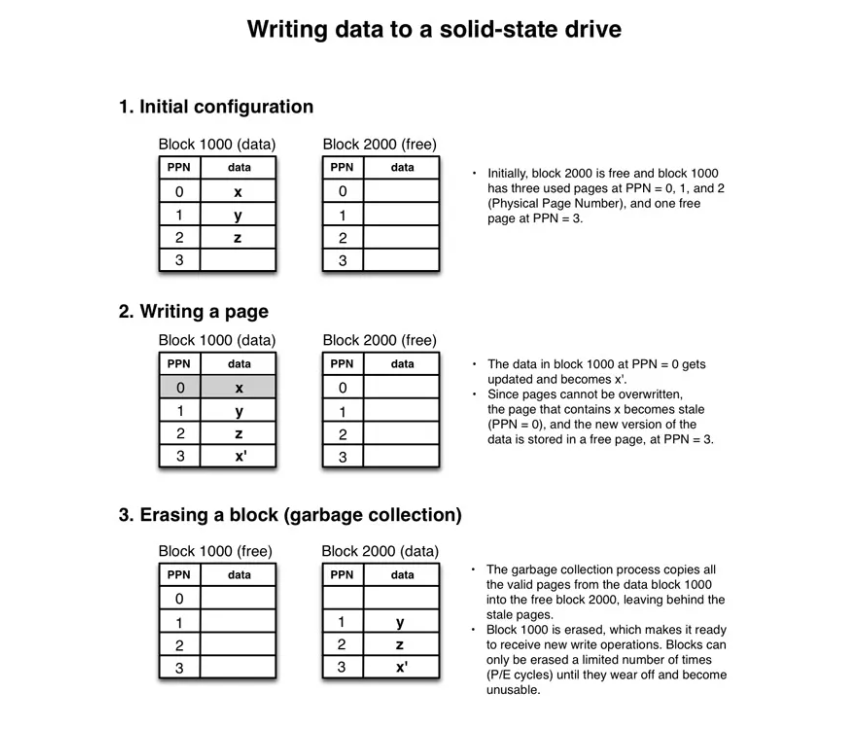 Writing data to a solid-state drive
1. Initial configuration
Block 1000 (data)
PPN data
0 x
1 y
2 z
3
Block 2000 (free)
PPN data
0
1
2
3
• Initially, block 2000 is free and block 1000
has three used pages at PPN = 0, 1, and 2
(Physical Page Number), and one free
page at PPN = 3.
2. Writing a page
Block 1000 (data)
PPN data
0 x
1 y
2 z
3 x'
Block 2000 (free)
PPN data
0
1
2
3
• The data in block 1000 at PPN = 0 gets
updated and becomes x'.
• Since pages cannot be overwritten,
the page that contains x becomes stale
(PPN = 0), and the new version of the
data is stored in a free page, at PPN = 3.
3. Erasing a block (garbage collection)
Block 1000 (free)
PPN data
0
1
2
3
Block 2000 (data)
PPN data
1 y
2 z
3 x'
• The garbage collection process copies all
the valid pages from the data block 1000
into the free block 2000, leaving behind the
stale pages.
• Block 1000 is erased, which makes it ready
to receive new write operations. Blocks can
only be erased a limited number of times
(P/E cycles) until they wear off and become
unusable.